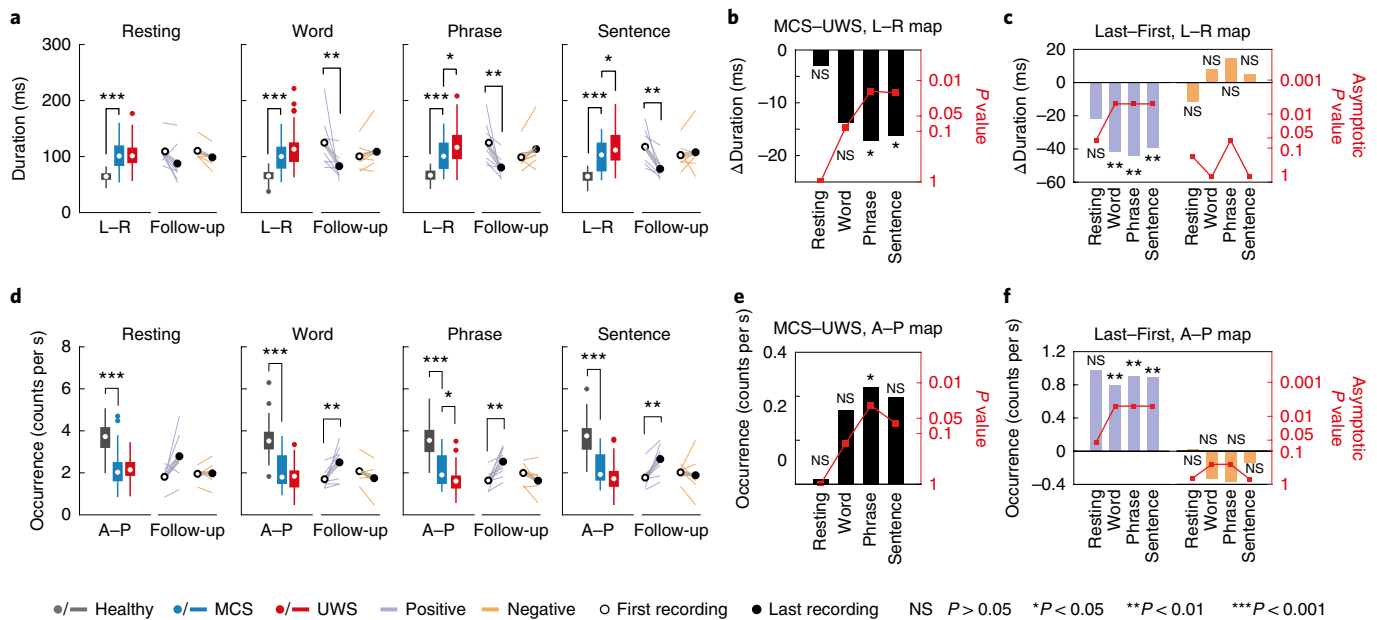 a
Resting
Word
Phrase
Sentence
Duration (ms)
300
200
100
0
***
***
**
***
*
**
***
*
**
L–R
Follow-up
L–R
Follow-up
L–R
Follow-up
L–R
Follow-up
b
MCS–UWS, L–R map
ΔDuration (ms)
0
–10
–20
NS
NS
*
*
0.01
0.05
0.1
1
P value
Resting
Word
Phrase
Sentence
c
Last–First, L–R map
ΔDuration (ms)
20
0
–20
–40
–60
NS
**
**
**
NS
NS
NS
NS
0.001
0.01
0.05
0.1
1
Asymptotic
P value
Resting
Word
Phrase
Sentence
Resting
Word
Phrase
Sentence
d
Resting
Word
Phrase
Sentence
Occurrence (counts per s)
8
6
4
2
0
***
***
**
***
*
**
***
**
A–P
Follow-up
A–P
Follow-up
A–P
Follow-up
A–P
Follow-up
e
MCS–UWS, A–P map
Occurrence (counts per s)
0.4
0.2
0
NS
NS
*
NS
0.01
0.05
0.1
1
P value
Resting
Word
Phrase
Sentence
f
Last–First, A–P map
Occurrence (counts per s)
1.2
0.8
0.4
0
–0.4
NS
**
**
**
NS
NS
NS
NS
0.001
0.01
0.05
0.1
1
Asymptotic
P value
Resting
Word
Phrase
Sentence
Resting
Word
Phrase
Sentence
/ Healthy / MCS / UWS Positive Negative First recording Last recording NS P > 0.05 *P < 0.05 **P < 0.01 ***P < 0.001